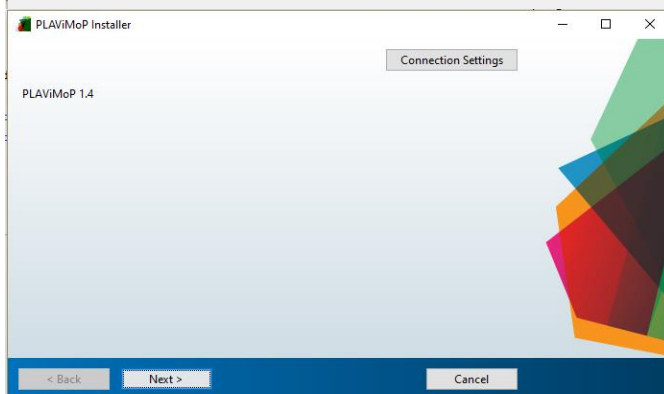 PLAViMoP Installer
Connection Settings
PLAViMoP 1.4
< Back
Next >
Cancel